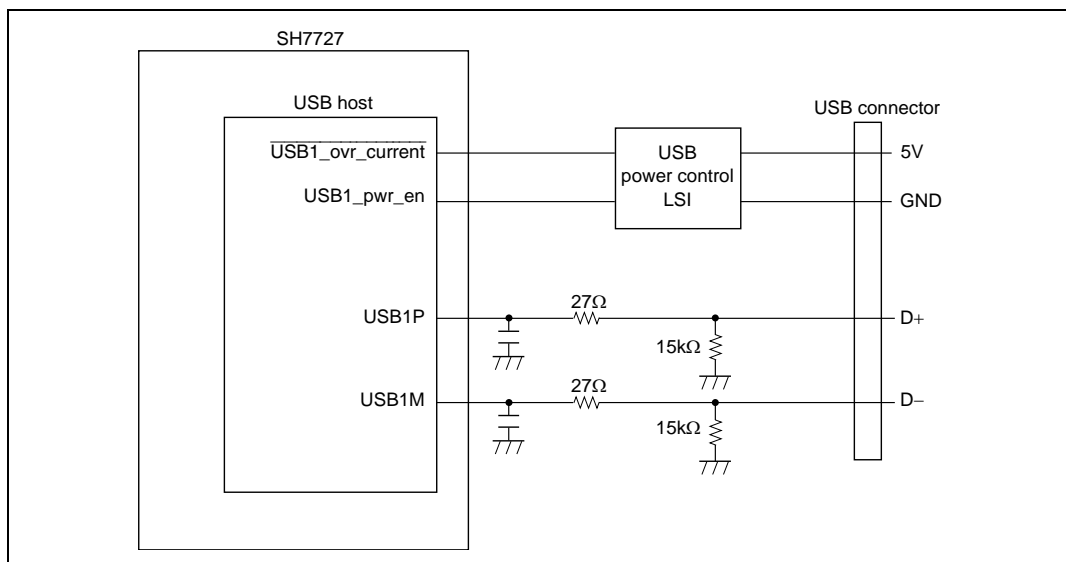 SH7727
USB host
USB connector
USB1_ovr_current
USB1_pwr_en
USB
power control
LSI
5V
GND
USB1P
27Ω
D+
15kΩ
USB1M
27Ω
D−
15kΩ